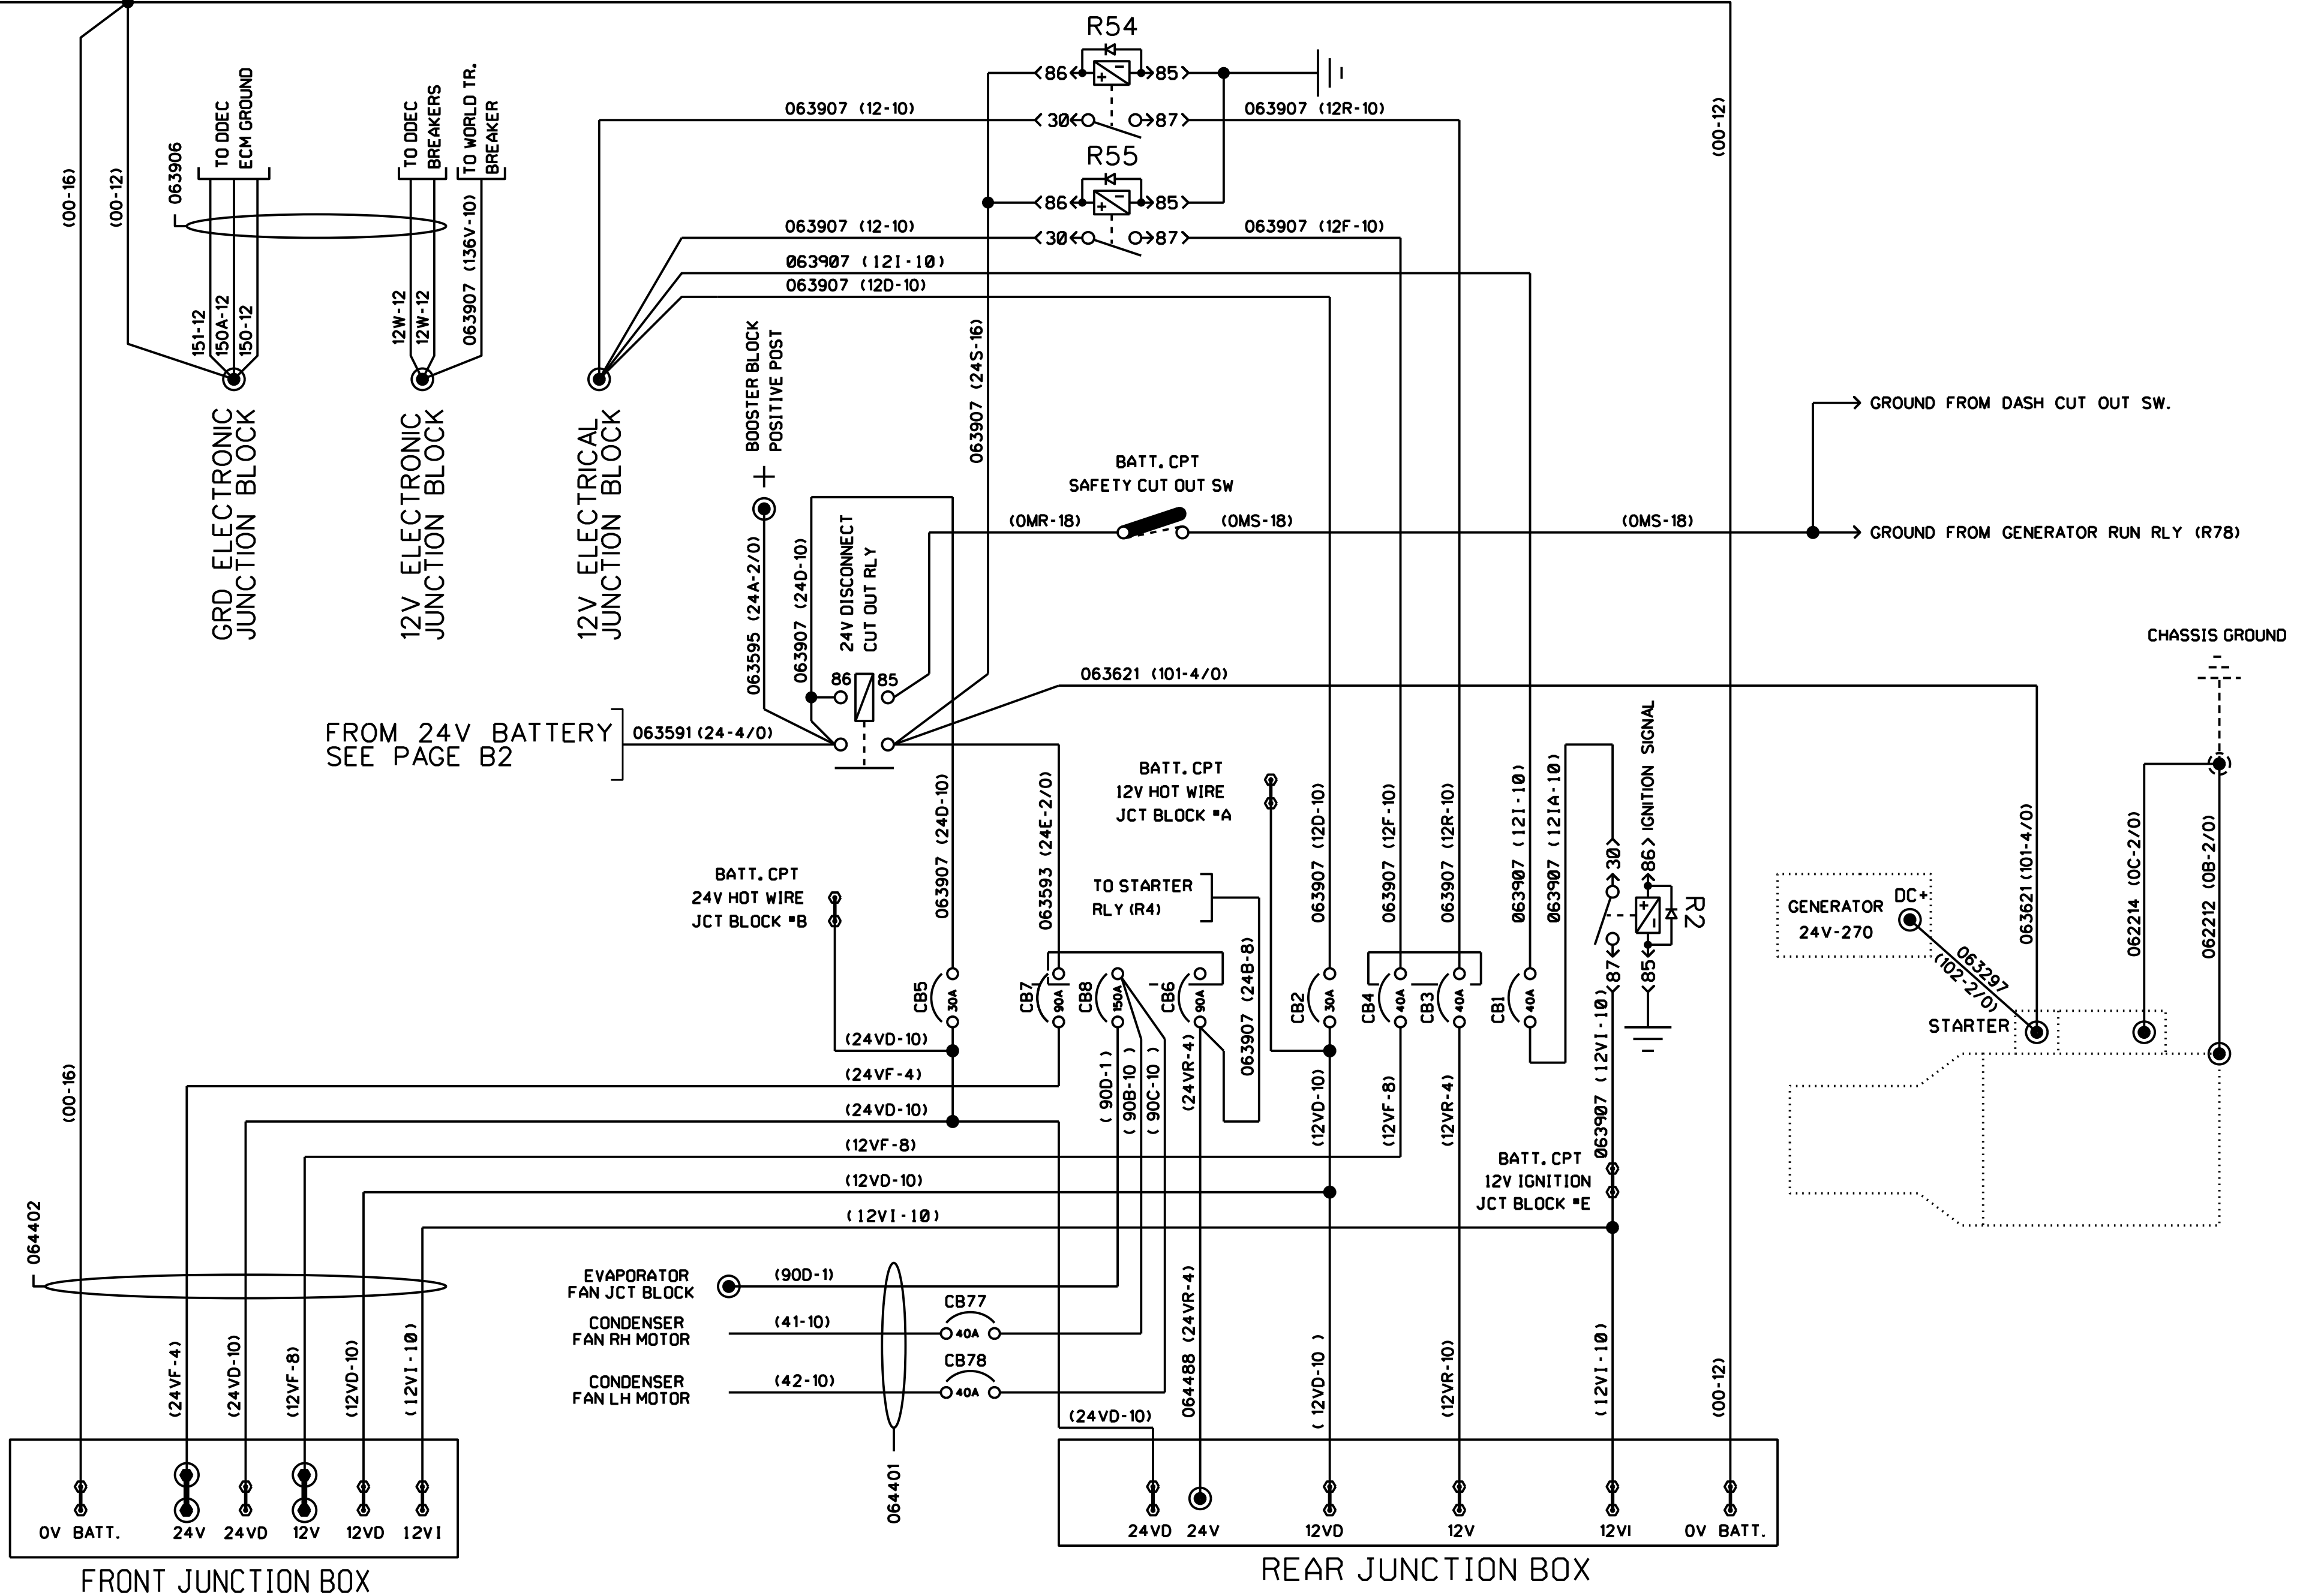 R54
86
85
063907 (12-10)
30
87
063907 (12R-10)
R55
86
85
063907 (12-10)
30
87
063907 (12F-10)
063907 (12I-10)
063907 (12D-10)
(00-16)
(00-12)
063906
TO DDEC
ECM GROUND
TO DDEC
BREAKERS
TO WORLD TR.
BREAKER
151-12
150A-12
150-12
12W-12
12W-12
063907 (136V-10)
(00-12)
GRD ELECTRONIC
JUNCTION BLOCK
12V ELECTRONIC
JUNCTION BLOCK
12V ELECTRICAL
JUNCTION BLOCK
BOOSTER BLOCK
POSITIVE POST
+
063907 (24S-16)
BATT. CPT
SAFETY CUT OUT SW
(0MR-18)
(0MS-18)
(0MS-18)
GROUND FROM DASH CUT OUT SW.
GROUND FROM GENERATOR RUN RLY (R78)
063595 (24A-2/0)
063907 (24D-10)
24V DISCONNECT
CUT OUT RLY
86
85
063621 (101-4/0)
FROM 24V BATTERY
SEE PAGE B2
063591 (24-4/0)
CHASSIS GROUND
063907 (24D-10)
063593 (24E-2/0)
BATT. CPT
12V HOT WIRE
JCT BLOCK "A
063907 (12D-10)
063907 (12F-10)
063907 (12R-10)
063907 (12I-10)
063907 (12IA-10)
30
86
IGNITION SIGNAL
R2
87
85
BATT. CPT
24V HOT WIRE
JCT BLOCK "B
TO STARTER
RLY (R4)
063907 (24B-8)
GENERATOR
24V-270
DC+
063297
(102-2/0)
STARTER
063621 (101-4/0)
062214 (0C-2/0)
062212 (0B-2/0)
CB5
30A
CB7
90A
CB8
150A
CB6
90A
CB2
30A
CB4
40A
CB3
40A
CB1
40A
(24VD-10)
(24VF-4)
(24VD-10)
(12VF-8)
(12VD-10)
(12VI-10)
(00-16)
(90D-1)
(90B-10)
(90C-10)
(24VR-4)
(12VD-10)
(12VF-8)
(12VR-4)
063907 (12VI-10)
BATT. CPT
12V IGNITION
JCT BLOCK "E
064402
EVAPORATOR
FAN JCT BLOCK
(90D-1)
CONDENSER
FAN RH MOTOR
(41-10)
CB77
40A
CONDENSER
FAN LH MOTOR
(42-10)
CB78
40A
064401
(24VF-4)
(24VD-10)
(12VF-8)
(12VD-10)
(12VI-10)
(24VD-10)
064488 (24VR-4)
(12VD-10)
(12VR-10)
(12VI-10)
(00-12)
0V BATT.
24V
24VD
12V
12VD
12VI
FRONT JUNCTION BOX
24VD
24V
12VD
12V
12VI
0V BATT.
REAR JUNCTION BOX